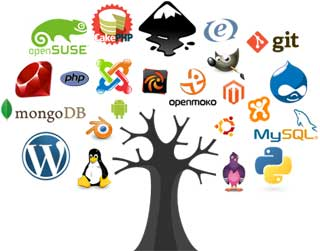 openSUSE
CakePHP
git
php
openmoko
mongoDB
MySQL